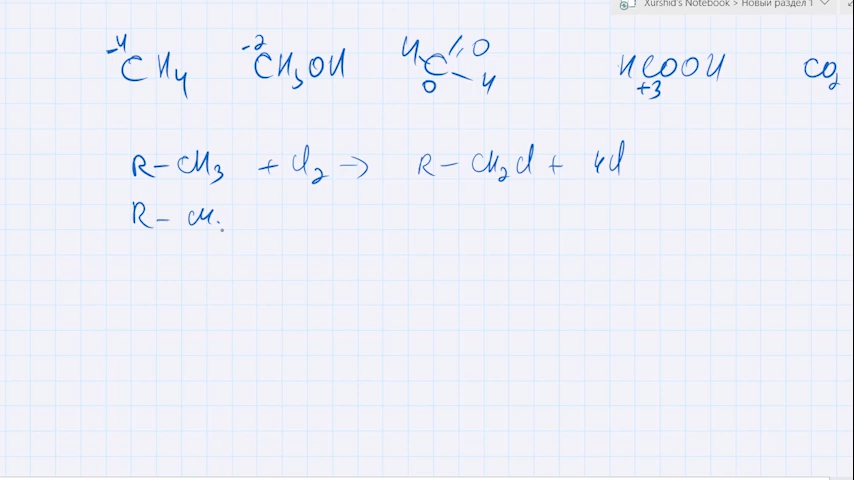 Xurshid's Notebook > Новый раздел 1
-4 -2 H O
CH4 CH3OH C HCOOH CO2
0 H +3
R – CH3 + Cl2 → R – CH2Cl + HCl
R – CH